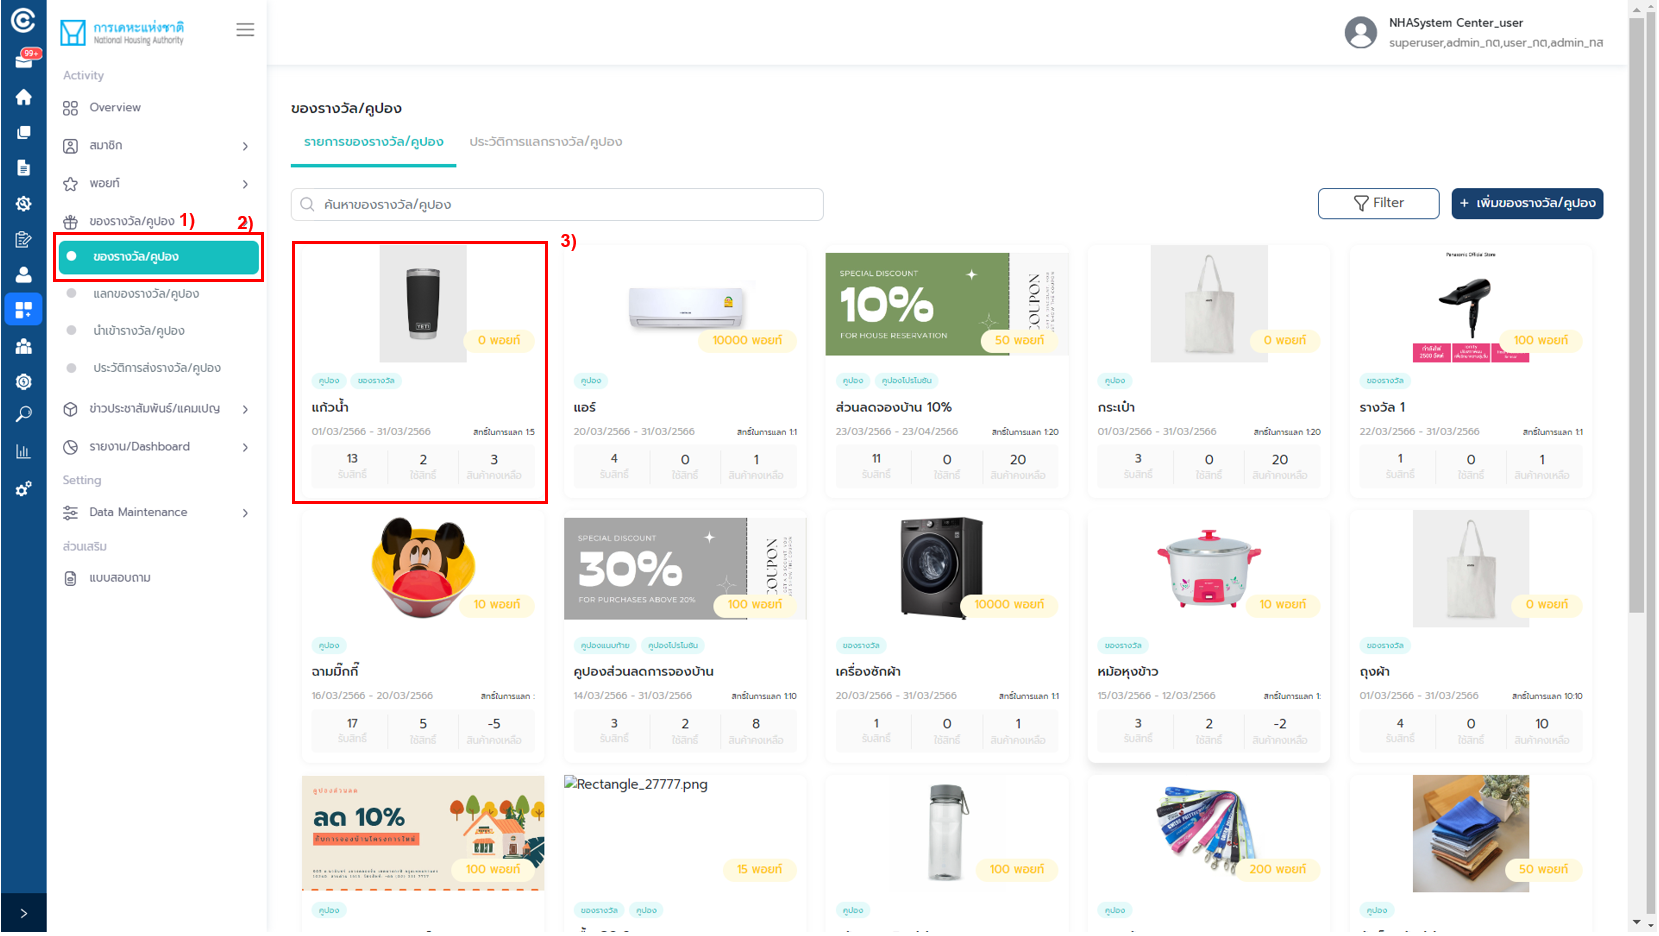 การเคหะแห่งชาติ
National Housing Authority
NHASystem Center_user
superuser,admin_กต,user_กต,admin_กส
99+
Activity
Overview
สมาชิก
พอยท์
ของรางวัล/คูปอง 1)
2)
ของรางวัล/คูปอง
แลกของรางวัล/คูปอง
นำเข้ารางวัล/คูปอง
ประวัติการส่งรางวัล/คูปอง
ข่าวประชาสัมพันธ์/แคมเปญ
รายงาน/Dashboard
Setting
Data Maintenance
ส่วนเสริม
แบบสอบถาม
ของรางวัล/คูปอง
รายการของรางวัล/คูปอง ประวัติการแลกรางวัล/คูปอง
ค้นหาของรางวัล/คูปอง
Filter
+ เพิ่มของรางวัล/คูปอง
3)
YETI
0 พอยท์
คูปอง ของรางวัล
แก้วน้ำ
01/03/2566 - 31/03/2566 สิทธิ์ในการแลก 1:5
13 2 3
รับสิทธิ์ ใช้สิทธิ์ สินค้าคงเหลือ
10000 พอยท์
คูปอง
แอร์
20/03/2566 - 31/03/2566 สิทธิ์ในการแลก 1:1
4 0 1
รับสิทธิ์ ใช้สิทธิ์ สินค้าคงเหลือ
SPECIAL DISCOUNT
10%
FOR HOUSE RESERVATION
COUPON
50 พอยท์
คูปอง คูปองโปรโมชัน
ส่วนลดจองบ้าน 10%
23/03/2566 - 23/04/2566 สิทธิ์ในการแลก 1:20
11 0 20
รับสิทธิ์ ใช้สิทธิ์ สินค้าคงเหลือ
0 พอยท์
คูปอง
กระเป๋า
01/03/2566 - 31/03/2566 สิทธิ์ในการแลก 1:20
3 0 20
รับสิทธิ์ ใช้สิทธิ์ สินค้าคงเหลือ
Panasonic Official Store
100 พอยท์
ของรางวัล
รางวัล 1
22/03/2566 - 31/03/2566 สิทธิ์ในการแลก 1:1
1 0 1
รับสิทธิ์ ใช้สิทธิ์ สินค้าคงเหลือ
10 พอยท์
คูปอง
ฉามมิ๊กกี๊
16/03/2566 - 20/03/2566 สิทธิ์ในการแลก :
17 5 -5
รับสิทธิ์ ใช้สิทธิ์ สินค้าคงเหลือ
SPECIAL DISCOUNT
30%
FOR PURCHASES ABOVE 20%
COUPON
100 พอยท์
คูปองแนบท้าย คูปองโปรโมชัน
คูปองส่วนลดการจองบ้าน
14/03/2566 - 31/03/2566 สิทธิ์ในการแลก 1:10
3 2 8
รับสิทธิ์ ใช้สิทธิ์ สินค้าคงเหลือ
10000 พอยท์
ของรางวัล
เครื่องซักผ้า
20/03/2566 - 31/03/2566 สิทธิ์ในการแลก 1:1
1 0 1
รับสิทธิ์ ใช้สิทธิ์ สินค้าคงเหลือ
10 พอยท์
ของรางวัล
หม้อหุงข้าว
15/03/2566 - 12/03/2566 สิทธิ์ในการแลก 1:
3 2 -2
รับสิทธิ์ ใช้สิทธิ์ สินค้าคงเหลือ
0 พอยท์
ของรางวัล
ถุงผ้า
01/03/2566 - 31/03/2566 สิทธิ์ในการแลก 10:10
4 0 10
รับสิทธิ์ ใช้สิทธิ์ สินค้าคงเหลือ
คูปองส่วนลด
ลด 10%
100 พอยท์
คูปอง
Rectangle_27777.png
15 พอยท์
ของรางวัล คูปอง
100 พอยท์
คูปอง
200 พอยท์
คูปอง
50 พอยท์
คูปอง